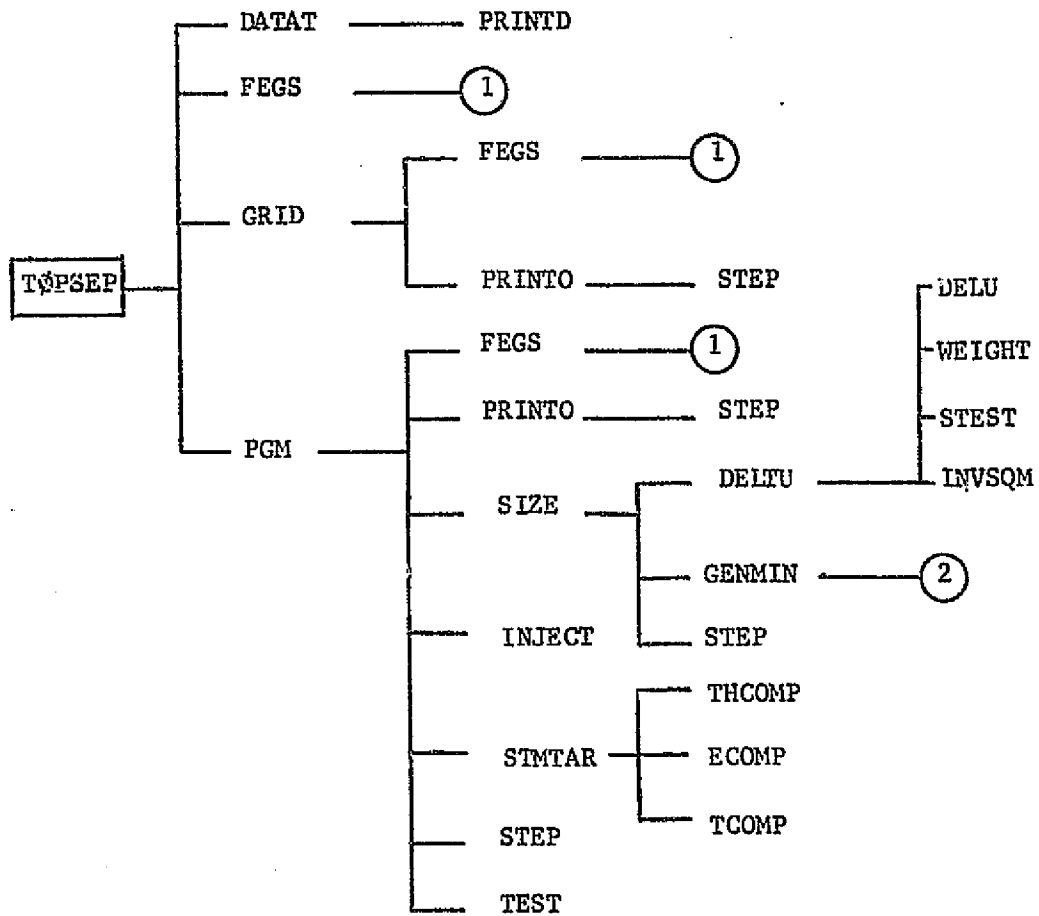 DATAT PRINTD
FEGS 1
FEGS 1
GRID
TØPSEP PRINTO STEP
DELU
FEGS 1
WEIGHT
PRINTO STEP
STEST
PGM
DELTU INVSQM
SIZE
GENMIN 2
INJECT STEP
THCOMP
STMTAR ECOMP
TCOMP
STEP
TEST